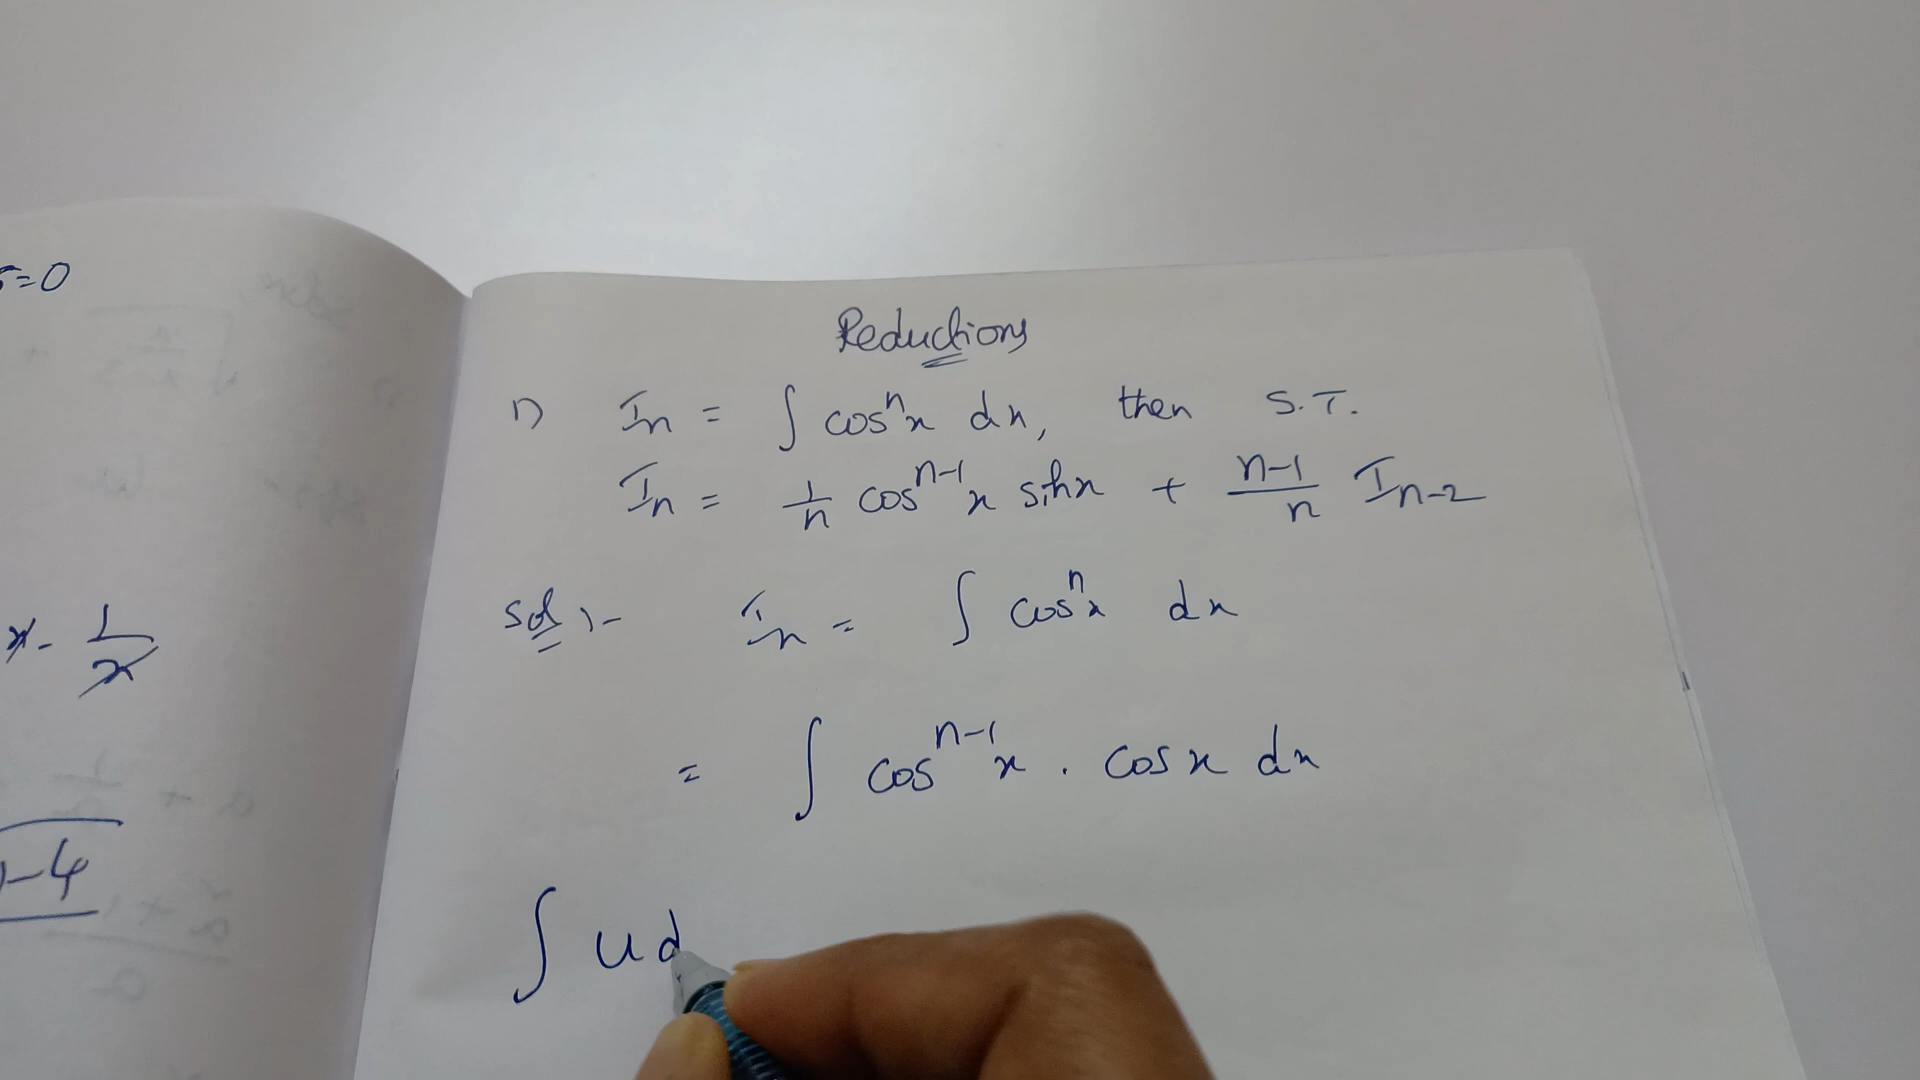 =0
x - 1/x
-4
Reductions
1) Iₙ = ∫ cosⁿx dx, then S.T.
Iₙ = 1/n cosⁿ⁻¹x sinx + n-1/n Iₙ₋₂
Sol :- Iₙ = ∫ cosⁿx dx
= ∫ cosⁿ⁻¹x . cos x dx
∫ u d